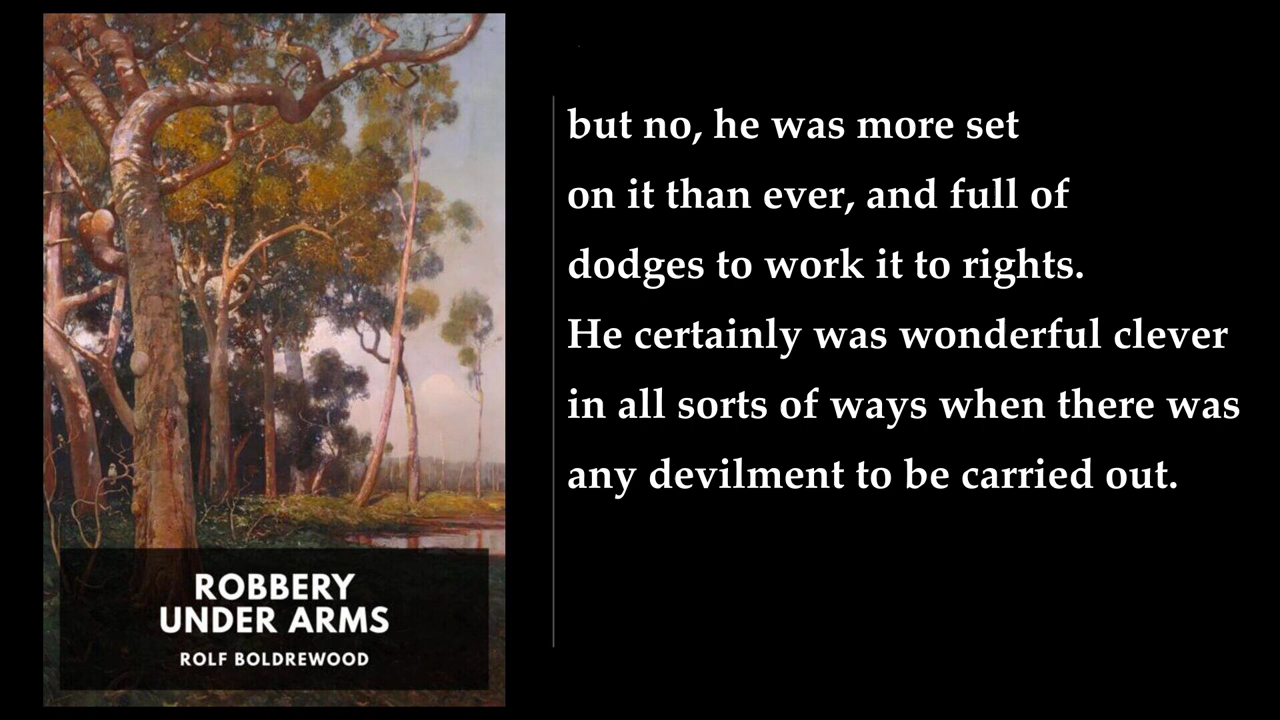 but no, he was more set
on it than ever, and full of
dodges to work it to rights.
He certainly was wonderful clever
in all sorts of ways when there was
any devilment to be carried out.
ROBBERY
UNDER ARMS
ROLF BOLDREWOOD